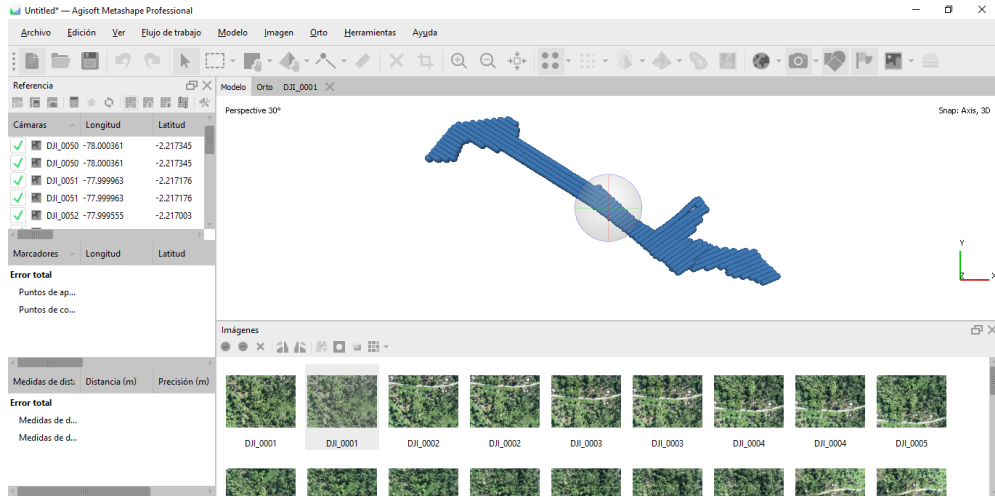 Untitled* — Agisoft Metashape Professional
Archivo Edición Ver Flujo de trabajo Modelo Imagen Orto Herramientas Ayuda
Referencia
Modelo Orto DJI_0001
Perspective 30°
Snap: Axis, 3D
Cámaras Longitud Latitud
DJI_0050 -78.000361 -2.217345
DJI_0050 -78.000361 -2.217345
DJI_0051 -77.999963 -2.217176
DJI_0051 -77.999963 -2.217176
DJI_0052 -77.999555 -2.217003
Marcadores Longitud Latitud
Error total
Puntos de ap...
Puntos de co...
Y
Z
X
Imágenes
Medidas de dist: Distancia (m) Precisión (m)
Error total
Medidas de d...
Medidas de d...
DJI_0001 DJI_0001 DJI_0002 DJI_0002 DJI_0003 DJI_0003 DJI_0004 DJI_0004 DJI_0005